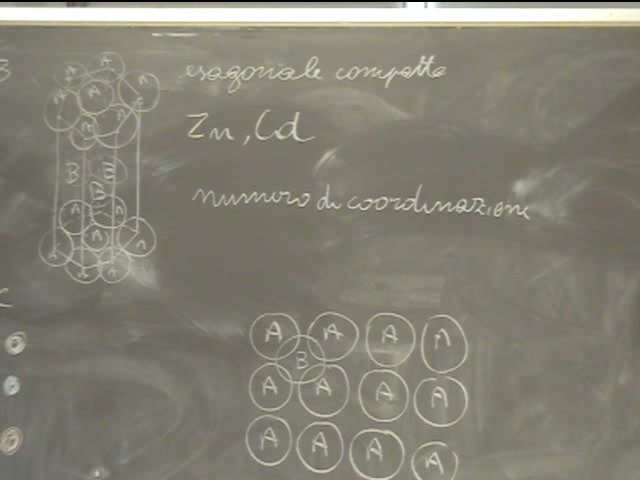 esagonale compatta
Zn, Cd
numero di coordinazione
A A A A
B
A A A A
A A A A